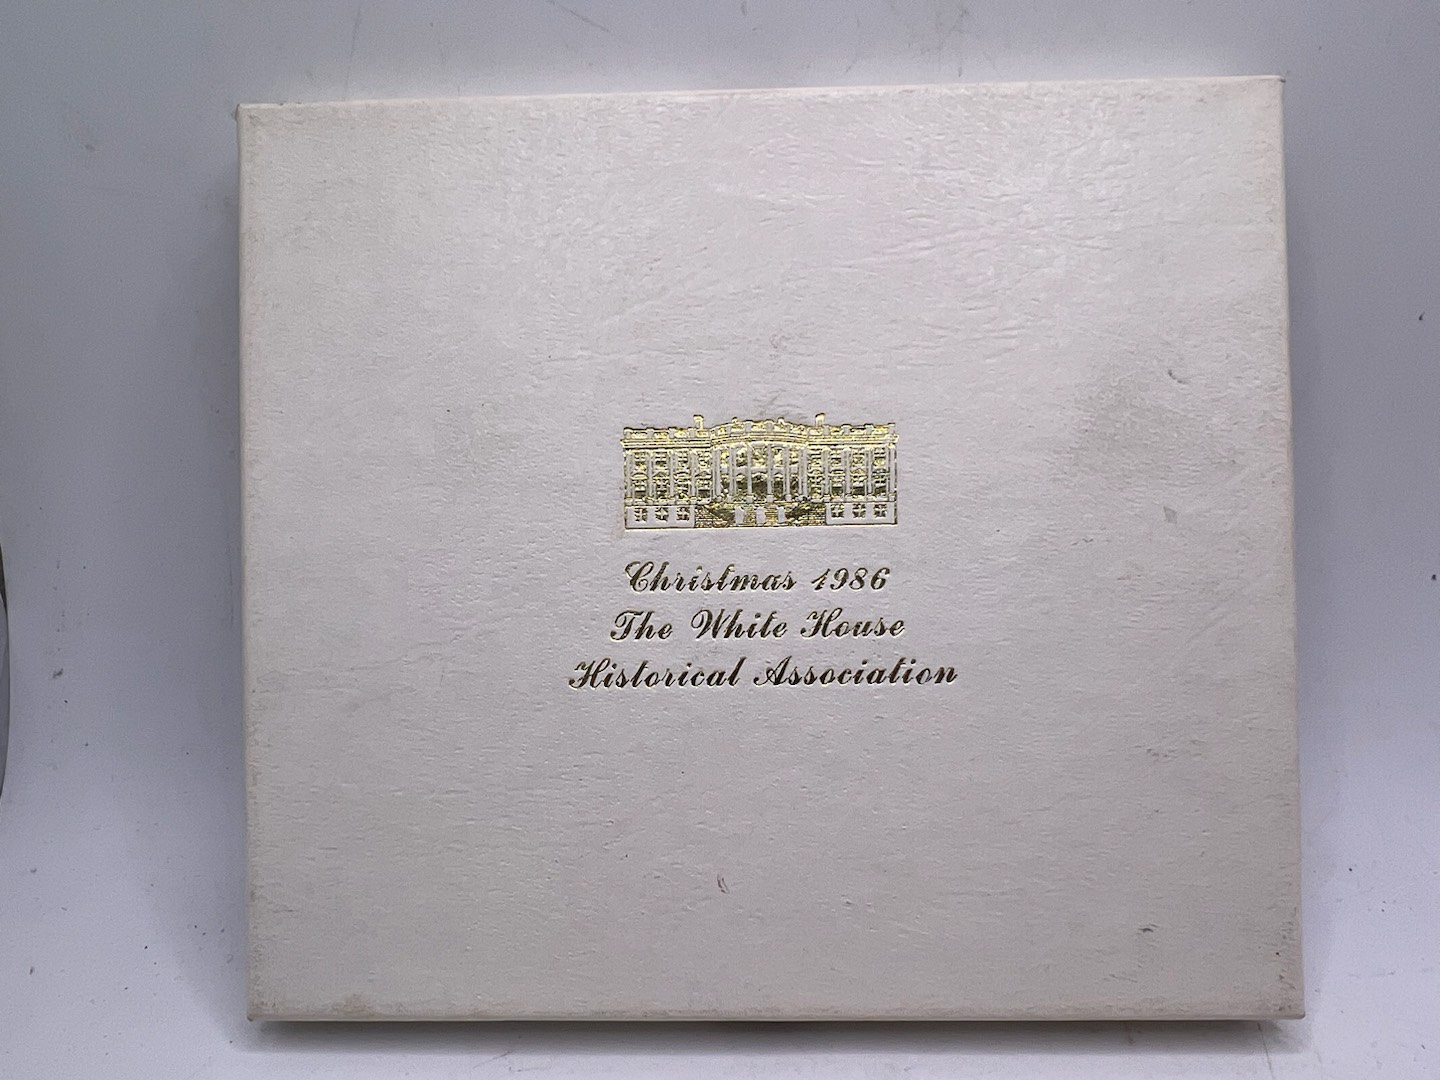 Christmas 1986
The White House
Historical Association